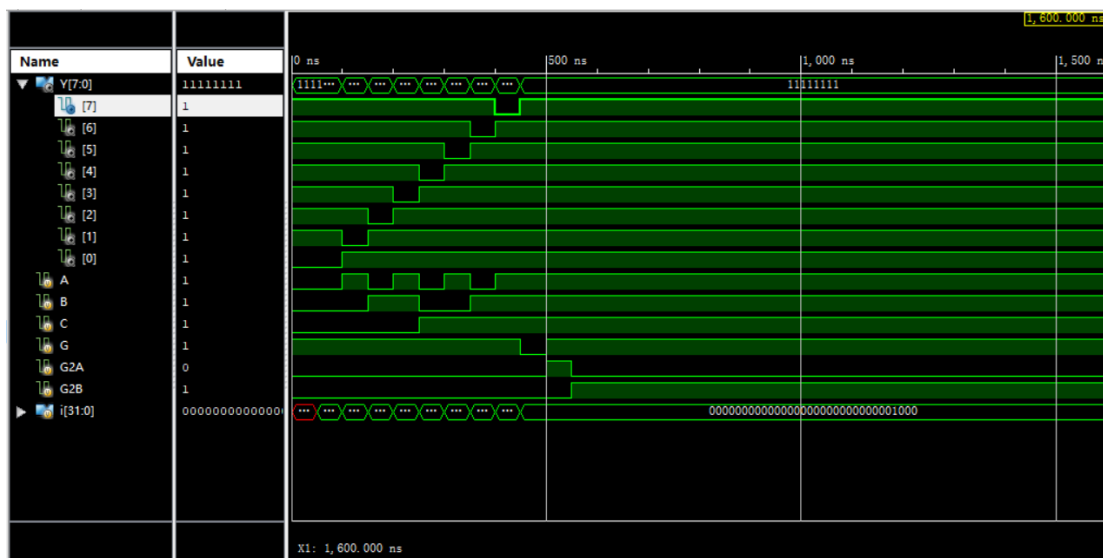 1,600.000 ns
Name Value 0 ns 500 ns 1,000 ns 1,500
Y[7:0] 11111111 1111··· ··· ··· ··· ··· ··· ··· ··· 11111111
[7] 1
[6] 1
[5] 1
[4] 1
[3] 1
[2] 1
[1] 1
[0] 1
A 1
B 1
C 1
G 1
G2A 0
G2B 1
i[31:0] ··· ··· ··· ··· ··· ··· ··· ··· ···
X1: 1,600.000 ns